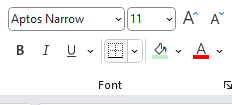 Aptos Narrow 11 A A
B I U A
Font